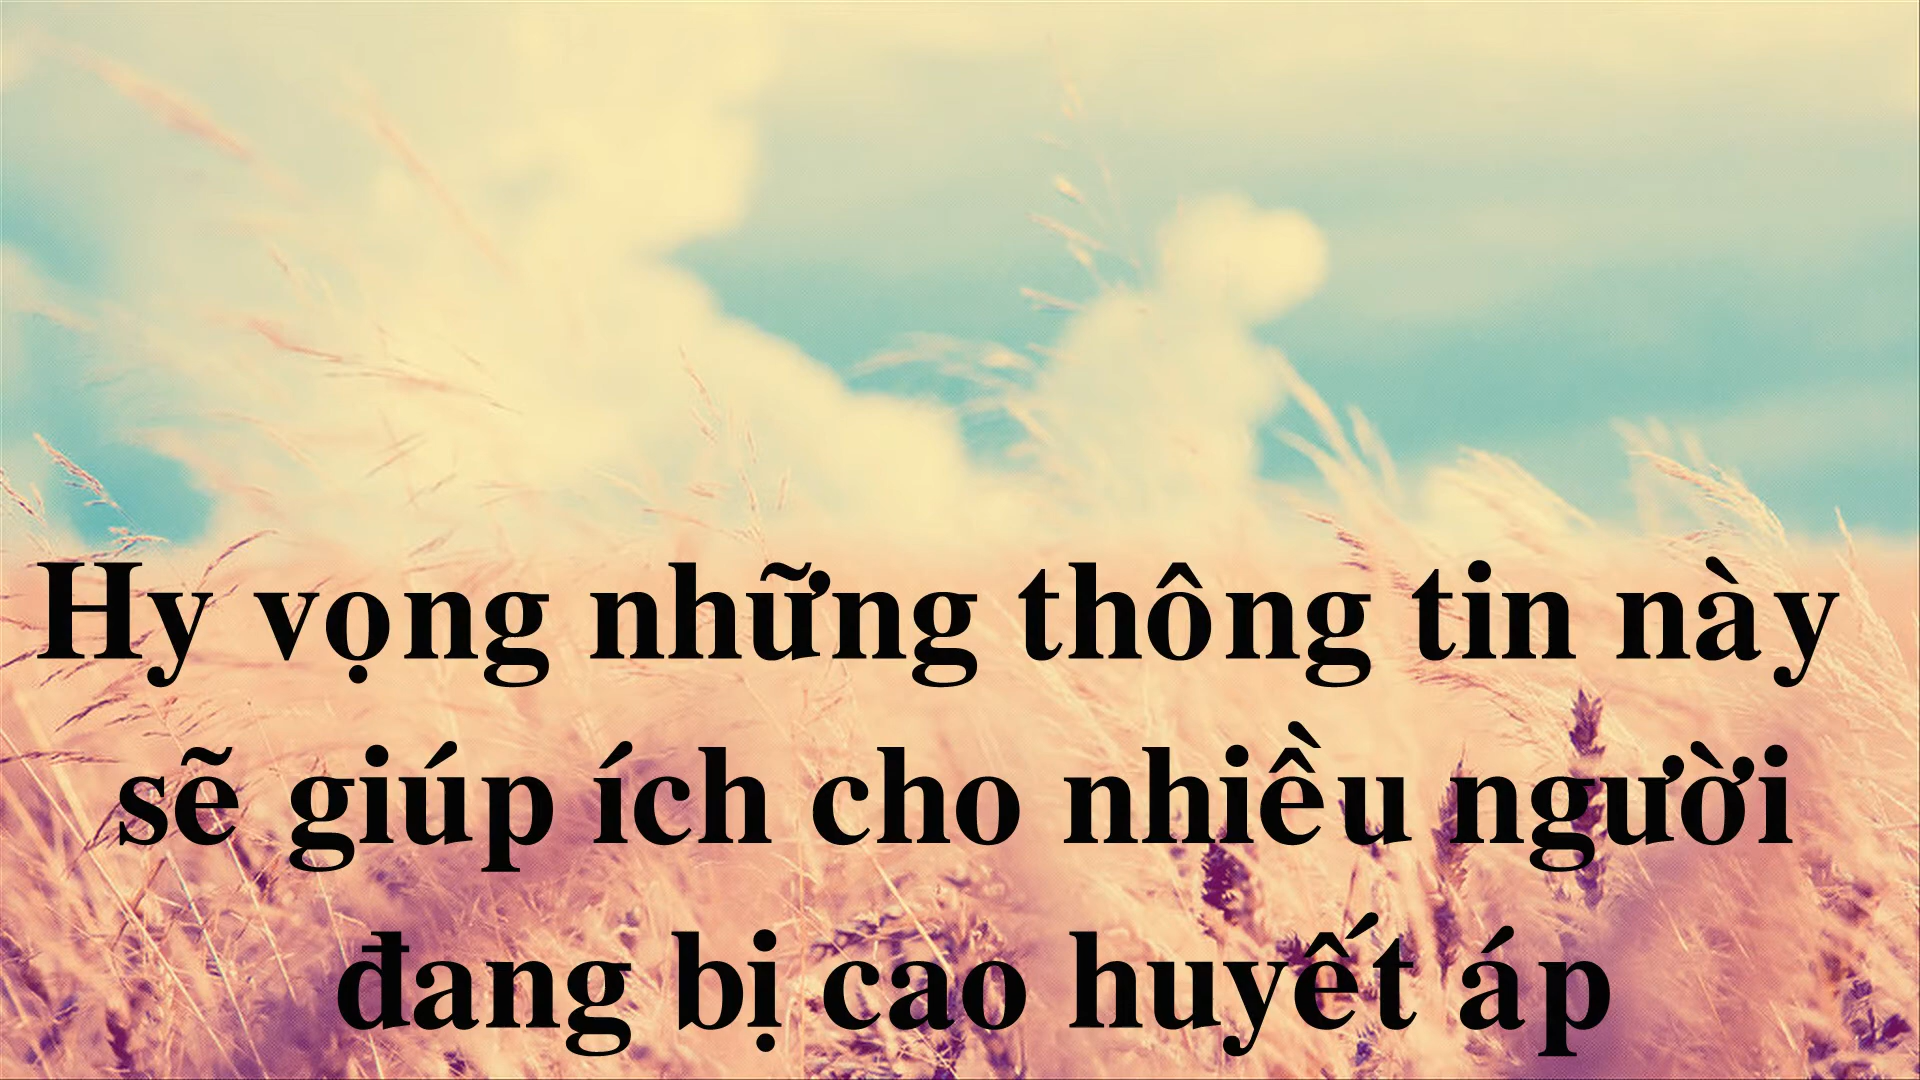 Hy vọng những thông tin này
sẽ giúp ích cho nhiều người
đang bị cao huyết áp